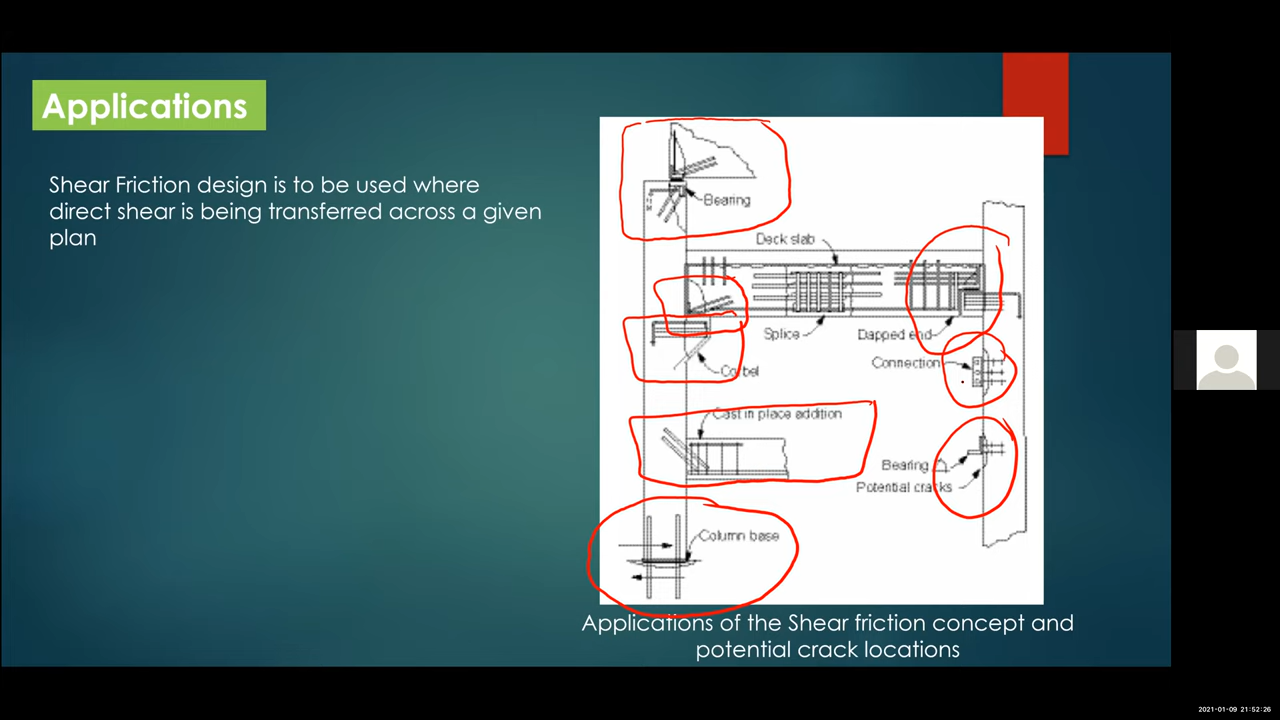 Applications
Shear Friction design is to be used where
direct shear is being transferred across a given
plan
Bearing
Deck slab
Splice
Dapped end
Connection
Corbel
Cast in place addition
Bearing
Potential cracks
Column base
Applications of the Shear friction concept and
potential crack locations
2021-01-09 21:52:26